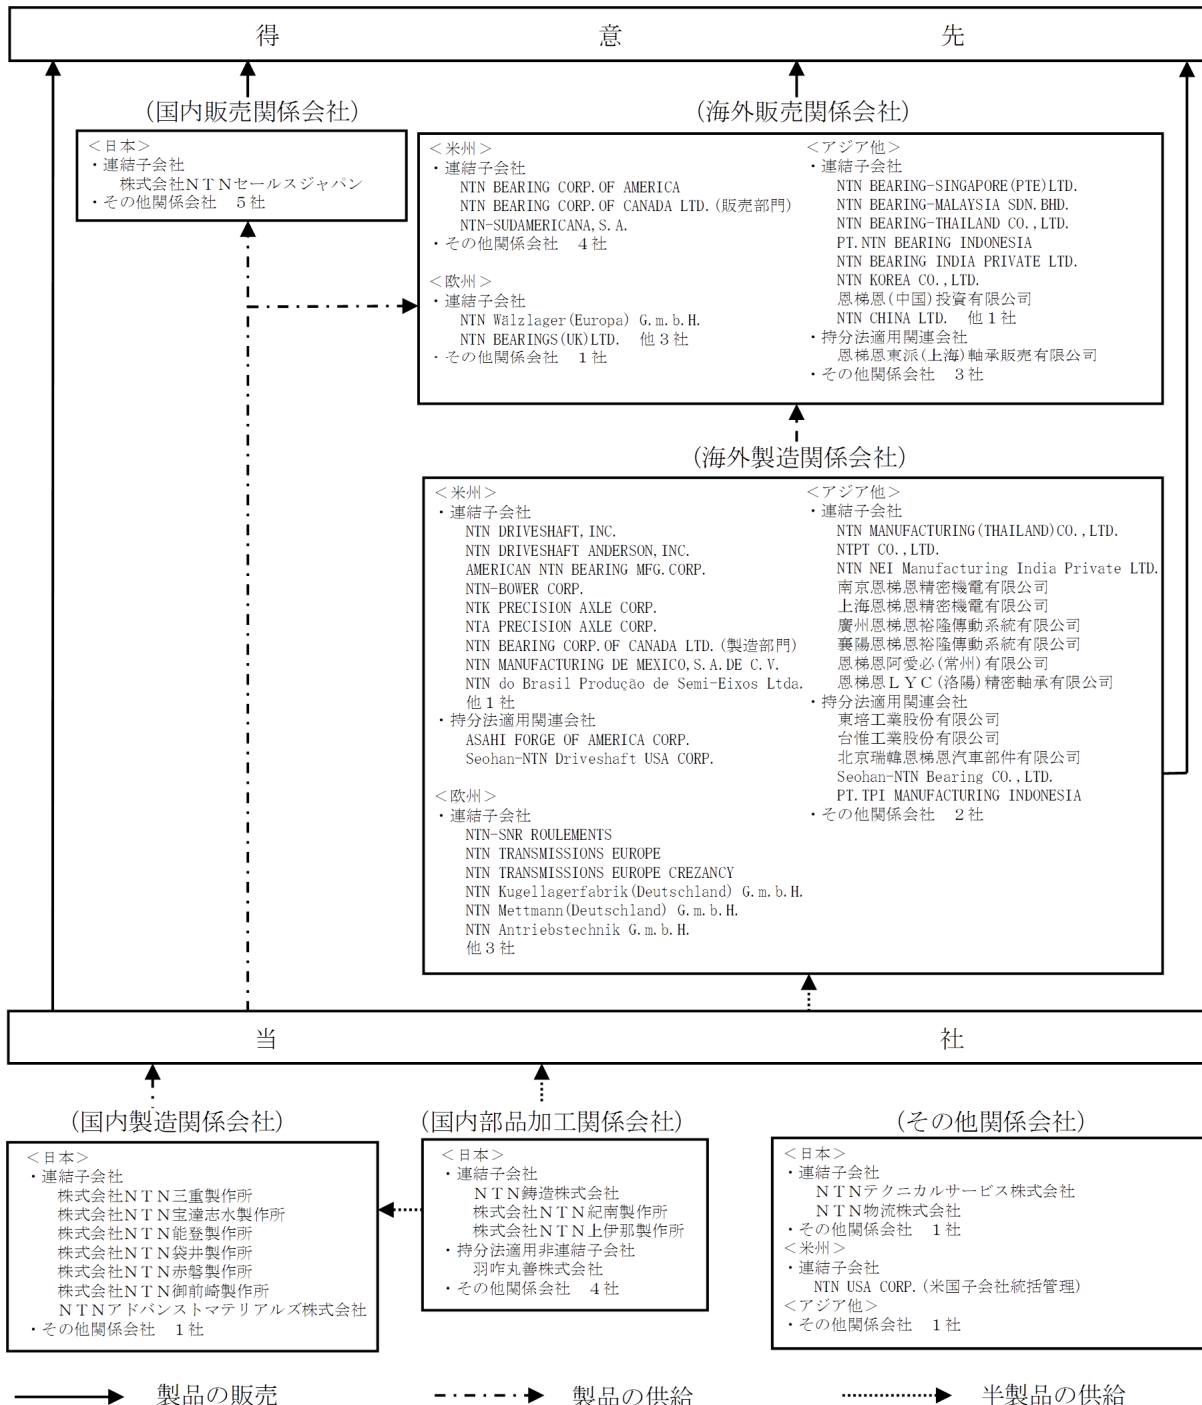 得意先
(国内販売関係会社)
＜日本＞
・連結子会社
株式会社ＮＴＮセールスジャパン
・その他関係会社　５社
(海外販売関係会社)
＜米州＞
・連結子会社
NTN BEARING CORP.OF AMERICA
NTN BEARING CORP.OF CANADA LTD.(販売部門)
NTN-SUDAMERICANA,S.A.
・その他関係会社　４社
＜欧州＞
・連結子会社
NTN Wälzlager(Europa) G.m.b.H.
NTN BEARINGS(UK)LTD.　他３社
・その他関係会社　１社
＜アジア他＞
・連結子会社
NTN BEARING-SINGAPORE(PTE)LTD.
NTN BEARING-MALAYSIA SDN.BHD.
NTN BEARING-THAILAND CO.,LTD.
PT.NTN BEARING INDONESIA
NTN BEARING INDIA PRIVATE LTD.
NTN KOREA CO.,LTD.
恩梯恩(中国)投資有限公司
NTN CHINA LTD.　他１社
・持分法適用関連会社
恩梯恩東派(上海)軸承販売有限公司
・その他関係会社　３社
(海外製造関係会社)
＜米州＞
・連結子会社
NTN DRIVESHAFT,INC.
NTN DRIVESHAFT ANDERSON,INC.
AMERICAN NTN BEARING MFG.CORP.
NTN-BOWER CORP.
NTK PRECISION AXLE CORP.
NTA PRECISION AXLE CORP.
NTN BEARING CORP.OF CANADA LTD.(製造部門)
NTN MANUFACTURING DE MEXICO,S.A.DE C.V.
NTN do Brasil Produção de Semi-Eixos Ltda.
他１社
・持分法適用関連会社
ASAHI FORGE OF AMERICA CORP.
Seohan-NTN Driveshaft USA CORP.
＜欧州＞
・連結子会社
NTN-SNR ROULEMENTS
NTN TRANSMISSIONS EUROPE
NTN TRANSMISSIONS EUROPE CREZANCY
NTN Kugellagerfabrik(Deutschland) G.m.b.H.
NTN Mettmann(Deutschland) G.m.b.H.
NTN Antriebstechnik G.m.b.H.
他３社
＜アジア他＞
・連結子会社
NTN MANUFACTURING(THAILAND)CO.,LTD.
NTPT CO.,LTD.
NTN NEI Manufacturing India Private LTD.
南京恩梯恩精密機電有限公司
上海恩梯恩精密機電有限公司
廣州恩梯恩裕隆傳動系統有限公司
襄陽恩梯恩裕隆傳動系統有限公司
恩梯恩阿愛必(常州)有限公司
恩梯恩ＬＹＣ(洛陽)精密軸承有限公司
・持分法適用関連会社
東培工業股份有限公司
台惟工業股份有限公司
北京瑞韓恩梯恩汽車部件有限公司
Seohan-NTN Bearing CO.,LTD.
PT.TPI MANUFACTURING INDONESIA
・その他関係会社　２社
当社
(国内製造関係会社)
＜日本＞
・連結子会社
株式会社ＮＴＮ三重製作所
株式会社ＮＴＮ宝達志水製作所
株式会社ＮＴＮ能登製作所
株式会社ＮＴＮ袋井製作所
株式会社ＮＴＮ赤磐製作所
株式会社ＮＴＮ御前崎製作所
ＮＴＮアドバンストマテリアルズ株式会社
・その他関係会社　１社
(国内部品加工関係会社)
＜日本＞
・連結子会社
ＮＴＮ鋳造株式会社
株式会社ＮＴＮ紀南製作所
株式会社ＮＴＮ上伊那製作所
・持分法適用非連結子会社
羽咋丸善株式会社
・その他関係会社　４社
(その他関係会社)
＜日本＞
・連結子会社
ＮＴＮテクニカルサービス株式会社
ＮＴＮ物流株式会社
・その他関係会社　１社
＜米州＞
・連結子会社
NTN USA CORP.(米国子会社統括管理)
＜アジア他＞
・その他関係会社　１社
製品の販売
製品の供給
半製品の供給